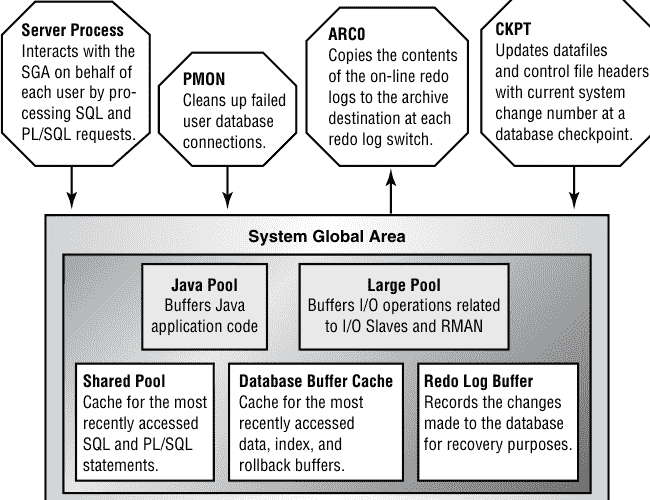 Server Process
Interacts with the
SGA on behalf of
each user by pro-
cessing SQL and
PL/SQL requests.
PMON
Cleans up failed
user database
connections.
ARC0
Copies the contents
of the on-line redo
logs to the archive
destination at each
redo log switch.
CKPT
Updates datafiles
and control file headers
with current system
change number at a
database checkpoint.
System Global Area
Java Pool
Buffers Java
application code
Large Pool
Buffers I/O operations related
to I/O Slaves and RMAN
Shared Pool
Cache for the most
recently accessed
SQL and PL/SQL
statements.
Database Buffer Cache
Cache for the most
recently accessed
data, index, and
rollback buffers.
Redo Log Buffer
Records the changes
made to the database
for recovery purposes.